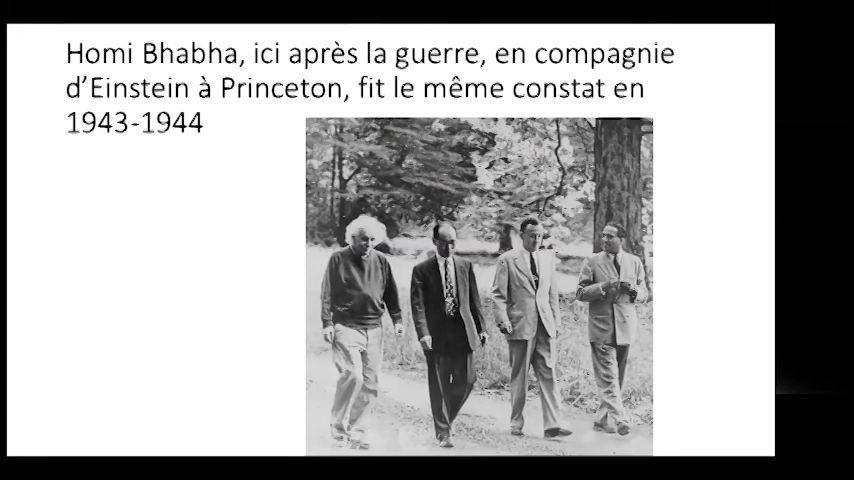 Homi Bhabha, ici après la guerre, en compagnie
d’Einstein à Princeton, fit le même constat en
1943-1944